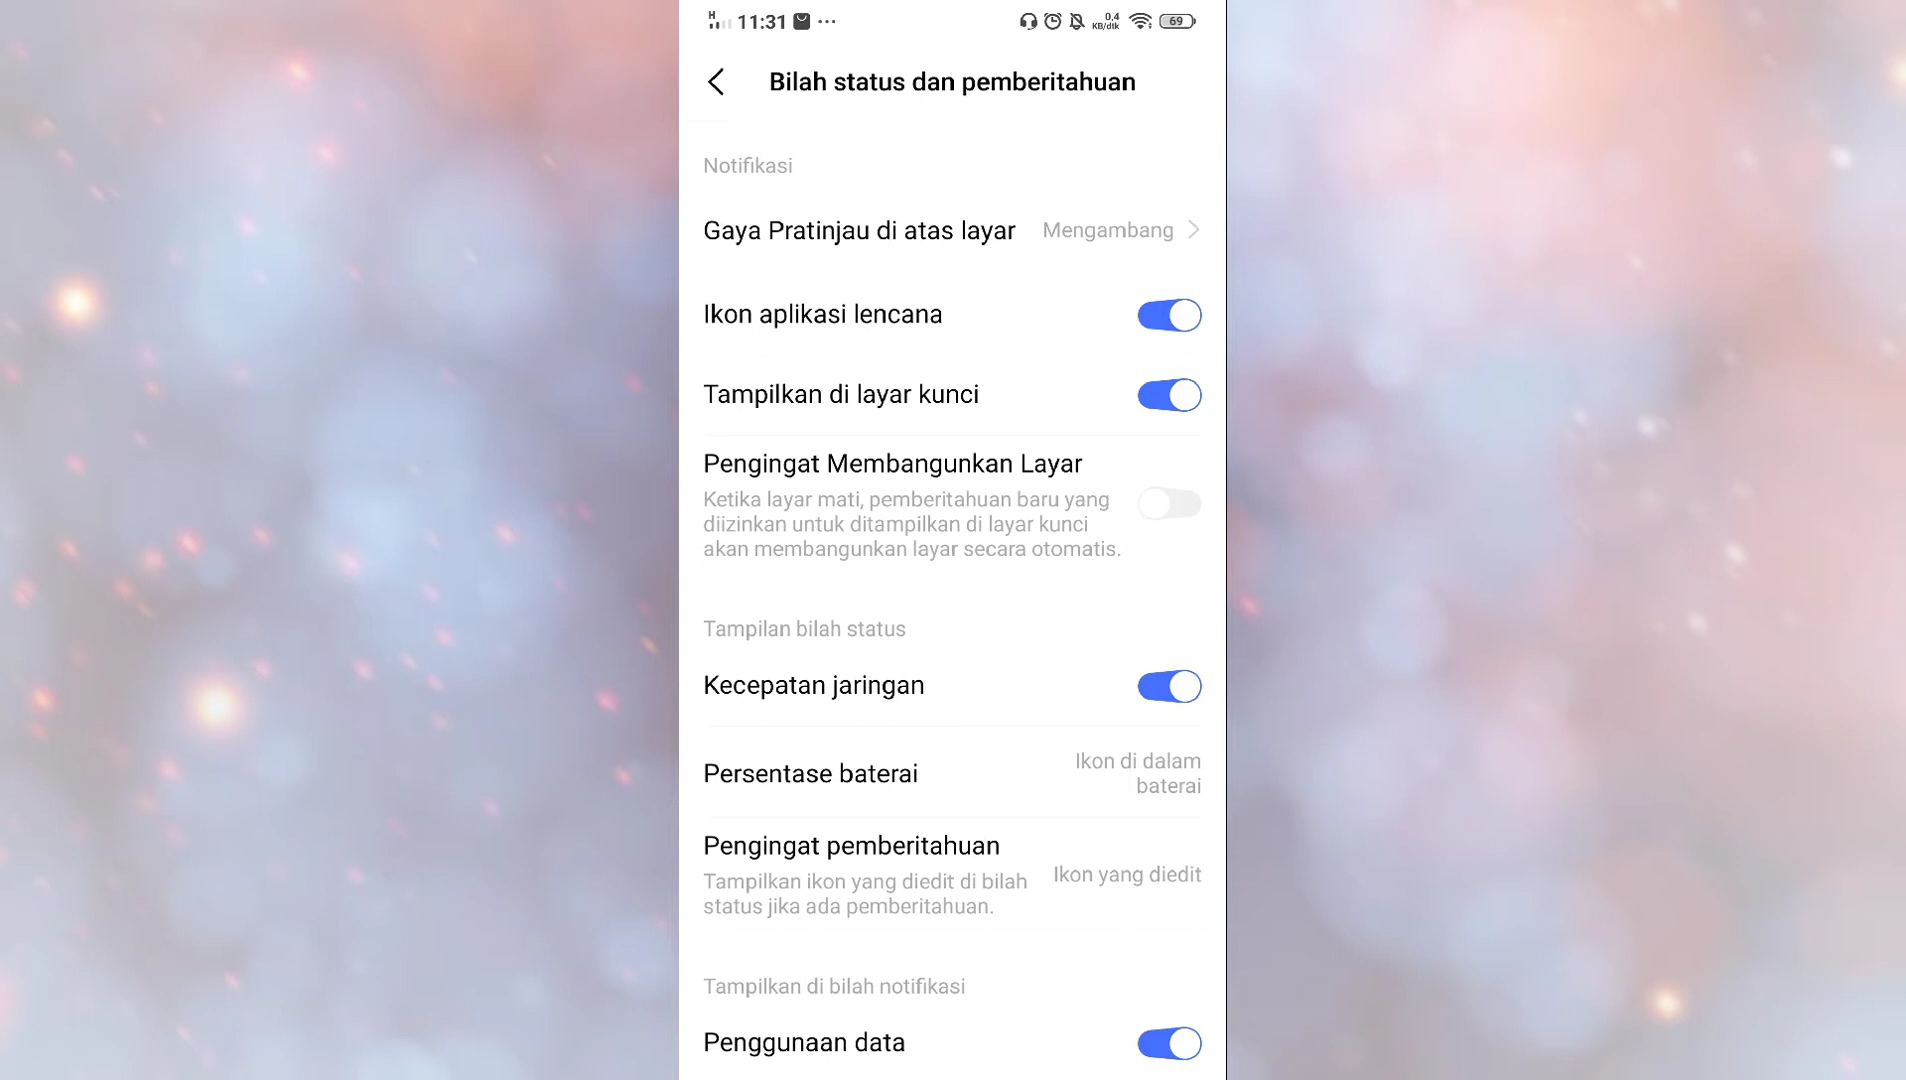 H 11:31 ... 0,4 KB/dtk 69
Bilah status dan pemberitahuan
Notifikasi
Gaya Pratinjau di atas layar Mengambang
Ikon aplikasi lencana
Tampilkan di layar kunci
Pengingat Membangunkan Layar
Ketika layar mati, pemberitahuan baru yang
diizinkan untuk ditampilkan di layar kunci
akan membangunkan layar secara otomatis.
Tampilan bilah status
Kecepatan jaringan
Persentase baterai Ikon di dalam
baterai
Pengingat pemberitahuan
Tampilkan ikon yang diedit di bilah Ikon yang diedit
status jika ada pemberitahuan.
Tampilkan di bilah notifikasi
Penggunaan data